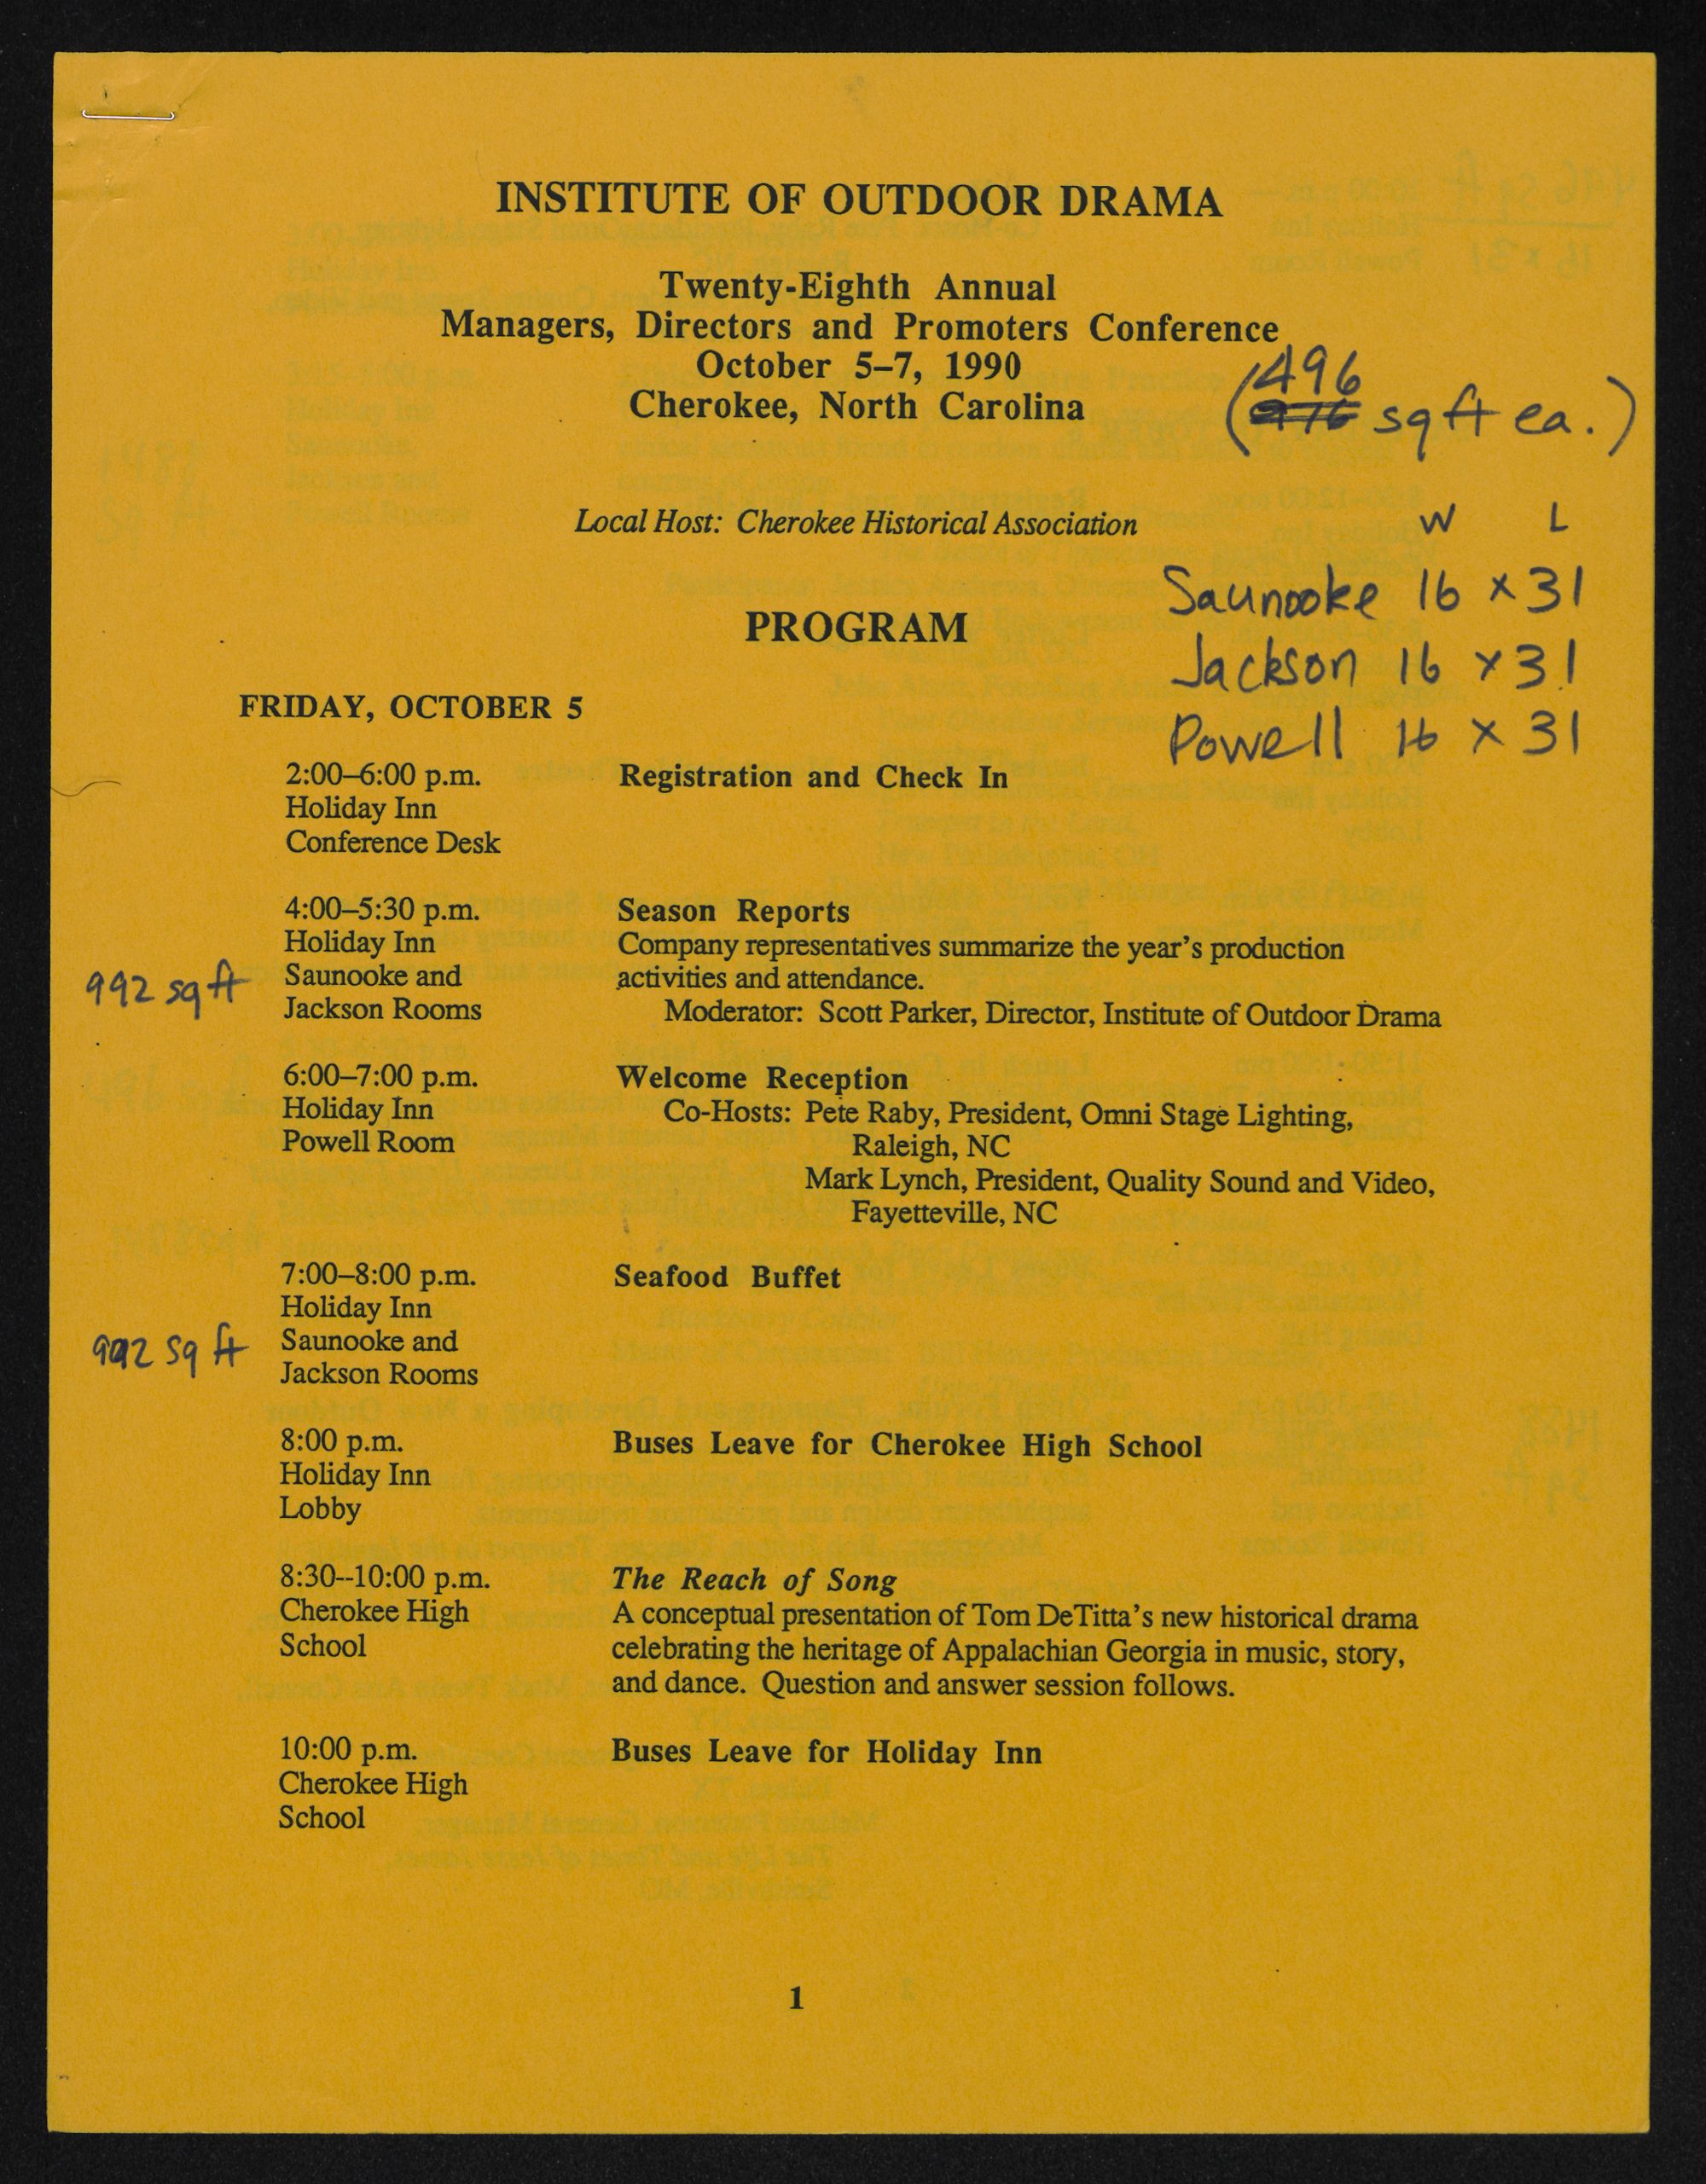 INSTITUTE OF OUTDOOR DRAMA
Twenty-Eighth Annual
Managers, Directors and Promoters Conference
October 5–7, 1990
Cherokee, North Carolina
(496
976 sq ft ea.)
Local Host: Cherokee Historical Association
W L
Saunooke 16 x 31
Jackson 16 x 31
Powell 16 x 31
PROGRAM
FRIDAY, OCTOBER 5
2:00–6:00 p.m. Registration and Check In
Holiday Inn
Conference Desk
4:00–5:30 p.m. Season Reports
Holiday Inn Company representatives summarize the year's production
992 sq ft Saunooke and activities and attendance.
Jackson Rooms Moderator: Scott Parker, Director, Institute of Outdoor Drama
6:00–7:00 p.m. Welcome Reception
Holiday Inn Co-Hosts: Pete Raby, President, Omni Stage Lighting,
Powell Room Raleigh, NC
Mark Lynch, President, Quality Sound and Video,
Fayetteville, NC
7:00–8:00 p.m. Seafood Buffet
Holiday Inn
992 sq ft Saunooke and
Jackson Rooms
8:00 p.m. Buses Leave for Cherokee High School
Holiday Inn
Lobby
8:30--10:00 p.m. The Reach of Song
Cherokee High A conceptual presentation of Tom DeTitta's new historical drama
School celebrating the heritage of Appalachian Georgia in music, story,
and dance. Question and answer session follows.
10:00 p.m. Buses Leave for Holiday Inn
Cherokee High
School
1